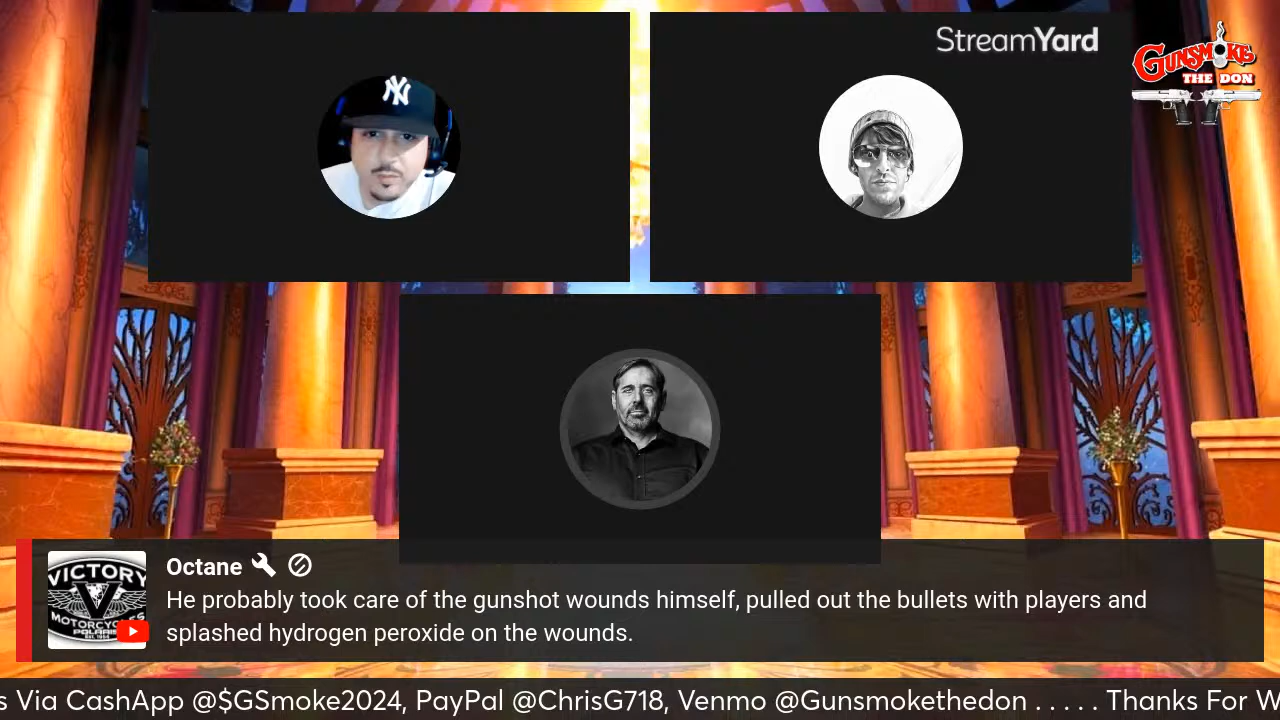 StreamYard
GUNSMOKE
THE DON
NY
VICTORY
MOTORCYCLES
POLARIS
Octane
He probably took care of the gunshot wounds himself, pulled out the bullets with players and
splashed hydrogen peroxide on the wounds.
s Via CashApp @$GSmoke2024, PayPal @ChrisG718, Venmo @Gunsmokethedon . . . . . Thanks For W